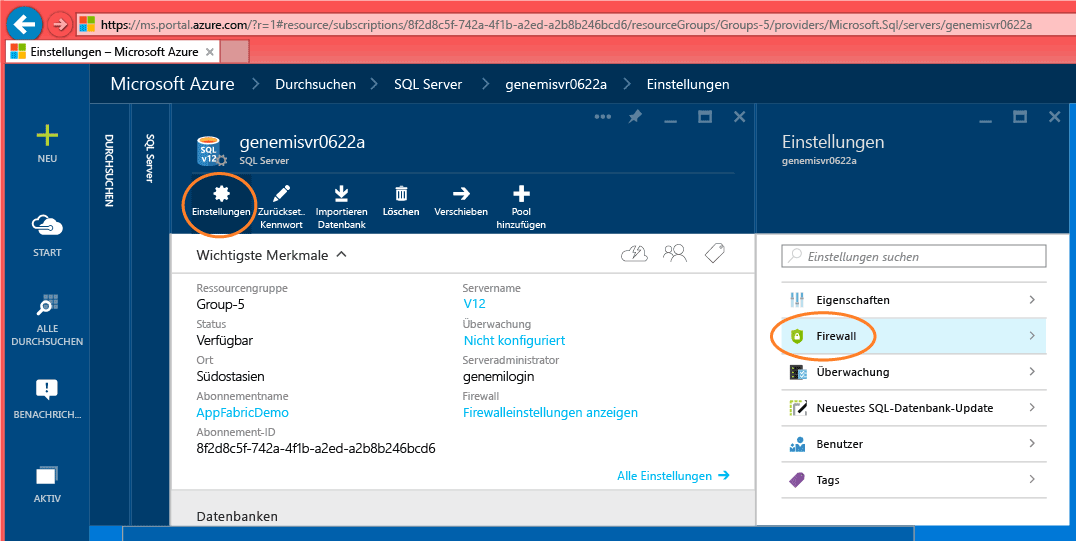 https://ms.portal.azure.com/?r=1#resource/subscriptions/8f2d8c5f-742a-4f1b-a2ed-a2b8b246bcd6/resourceGroups/Groups-5/providers/Microsoft.Sql/servers/genemisvr0622a
Einstellungen – Microsoft Azure
Microsoft Azure > Durchsuchen > SQL Server > genemisvr0622a > Einstellungen
NEU
START
ALLE
DURCHSUCHEN
BENACHRICH...
AKTIV
DURCHSUCHEN
SQL Server
SQL
v12
genemisvr0622a
SQL Server
Einstellungen
Zurückset..
Kennwort
Importieren
Datenbank
Löschen
Verschieben
Pool
hinzufügen
Wichtigste Merkmale
Ressourcengruppe
Group-5
Status
Verfügbar
Ort
Südostasien
Abonnementname
AppFabricDemo
Abonnement-ID
8f2d8c5f-742a-4f1b-a2ed-a2b8b246bcd6
Servername
V12
Überwachung
Nicht konfiguriert
Serveradministrator
genemilogin
Firewall
Firewalleinstellungen anzeigen
Alle Einstellungen →
Datenbanken
Einstellungen
genemisvr0622a
Einstellungen suchen
Eigenschaften
Firewall
Überwachung
Neuestes SQL-Datenbank-Update
Benutzer
Tags